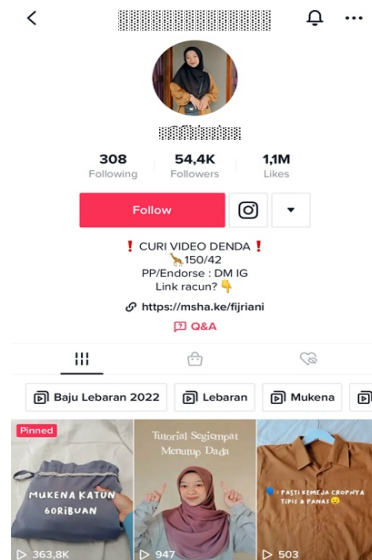 308
Following
54,4K
Followers
1,1M
Likes
Follow
❗ CURI VIDEO DENDA ❗
🦒150/42
PP/Endorse : DM IG
Link racun? 👇
https://msha.ke/fijriani
Q&A
Baju Lebaran 2022
Lebaran
Mukena
Pinned
MUKENA KATUN
60RIBUAN
363,8K
Tutorial Segiempat
Menutup Dada
947
: PASTI KEMEJA CROPNYA
TIPIS & PANAS
503